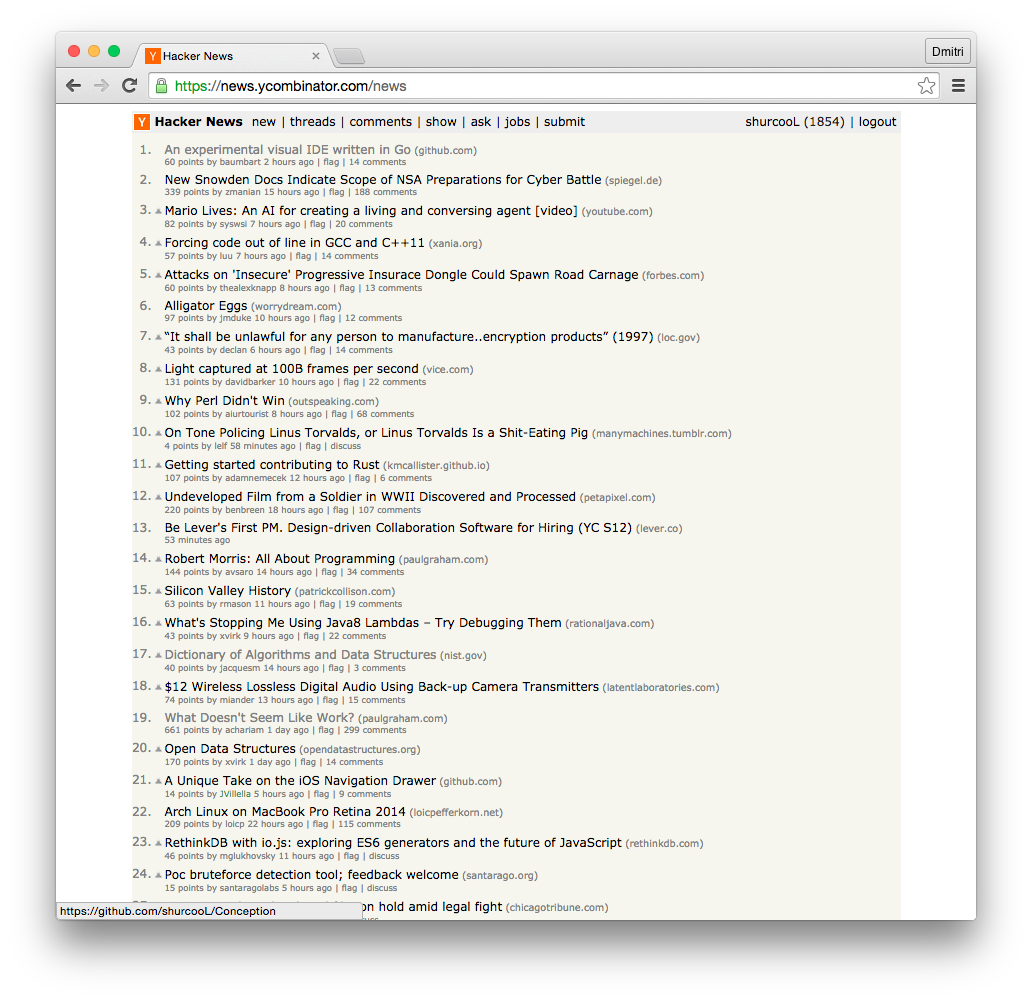 Y Hacker News
Dmitri
https://news.ycombinator.com/news
Y Hacker News new | threads | comments | show | ask | jobs | submit shurcooL (1854) | logout
1. An experimental visual IDE written in Go (github.com)
60 points by baumbart 2 hours ago | flag | 14 comments
2. New Snowden Docs Indicate Scope of NSA Preparations for Cyber Battle (spiegel.de)
339 points by zmanian 15 hours ago | flag | 188 comments
3. Mario Lives: An AI for creating a living and conversing agent [video] (youtube.com)
82 points by syswsi 7 hours ago | flag | 20 comments
4. Forcing code out of line in GCC and C++11 (xania.org)
57 points by luu 7 hours ago | flag | 14 comments
5. Attacks on 'Insecure' Progressive Insurace Dongle Could Spawn Road Carnage (forbes.com)
60 points by thealexknapp 8 hours ago | flag | 13 comments
6. Alligator Eggs (worrydream.com)
97 points by jmduke 10 hours ago | flag | 12 comments
7. “It shall be unlawful for any person to manufacture..encryption products” (1997) (loc.gov)
43 points by declan 6 hours ago | flag | 14 comments
8. Light captured at 100B frames per second (vice.com)
131 points by davidbarker 10 hours ago | flag | 22 comments
9. Why Perl Didn't Win (outspeaking.com)
102 points by aiurtourist 8 hours ago | flag | 68 comments
10. On Tone Policing Linus Torvalds, or Linus Torvalds Is a Shit-Eating Pig (manymachines.tumblr.com)
4 points by lelf 58 minutes ago | flag | discuss
11. Getting started contributing to Rust (kmcallister.github.io)
107 points by adamnemecek 12 hours ago | flag | 6 comments
12. Undeveloped Film from a Soldier in WWII Discovered and Processed (petapixel.com)
220 points by benbreen 18 hours ago | flag | 107 comments
13. Be Lever's First PM. Design-driven Collaboration Software for Hiring (YC S12) (lever.co)
53 minutes ago
14. Robert Morris: All About Programming (paulgraham.com)
144 points by avsaro 14 hours ago | flag | 34 comments
15. Silicon Valley History (patrickcollison.com)
63 points by rmason 11 hours ago | flag | 19 comments
16. What's Stopping Me Using Java8 Lambdas – Try Debugging Them (rationaljava.com)
43 points by xvirk 9 hours ago | flag | 22 comments
17. Dictionary of Algorithms and Data Structures (nist.gov)
40 points by jacquesm 14 hours ago | flag | 3 comments
18. $12 Wireless Lossless Digital Audio Using Back-up Camera Transmitters (latentlaboratories.com)
74 points by miander 13 hours ago | flag | 15 comments
19. What Doesn't Seem Like Work? (paulgraham.com)
661 points by achariam 1 day ago | flag | 299 comments
20. Open Data Structures (opendatastructures.org)
170 points by xvirk 1 day ago | flag | 14 comments
21. A Unique Take on the iOS Navigation Drawer (github.com)
14 points by JVillella 5 hours ago | flag | 9 comments
22. Arch Linux on MacBook Pro Retina 2014 (loicpefferkorn.net)
209 points by loicp 22 hours ago | flag | 115 comments
23. RethinkDB with io.js: exploring ES6 generators and the future of JavaScript (rethinkdb.com)
46 points by mglukhovsky 11 hours ago | flag | discuss
24. Poc bruteforce detection tool; feedback welcome (santarago.org)
15 points by santaragolabs 5 hours ago | flag | discuss
on hold amid legal fight (chicagotribune.com)
https://github.com/shurcooL/Conception